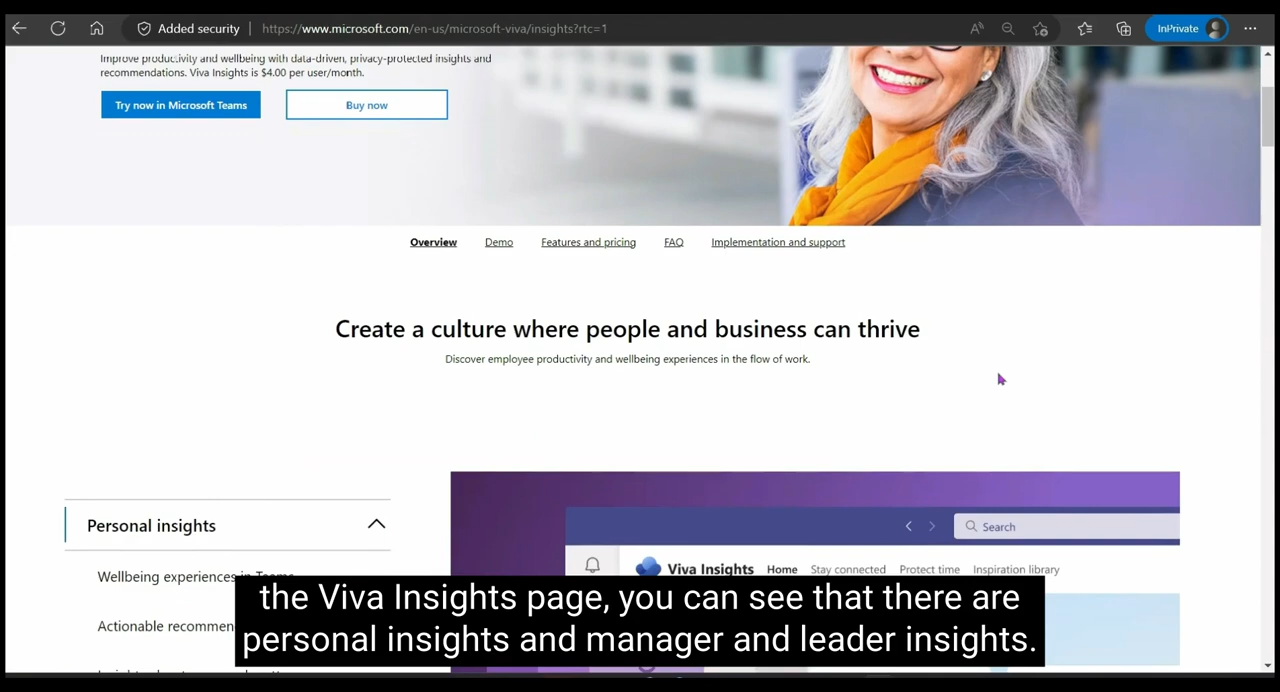 Added security
https://www.microsoft.com/en-us/microsoft-viva/insights?rtc=1
InPrivate
Improve productivity and wellbeing with data-driven, privacy-protected insights and
recommendations. Viva Insights is $4.00 per user/month.
Try now in Microsoft Teams
Buy now
Overview
Demo
Features and pricing
FAQ
Implementation and support
Create a culture where people and business can thrive
Discover employee productivity and wellbeing experiences in the flow of work.
Personal insights
Search
Viva Insights
Home
Stay connected
Protect time
Inspiration library
Wellbeing experiences in Teams
Actionable recommen
the Viva Insights page, you can see that there are
personal insights and manager and leader insights.